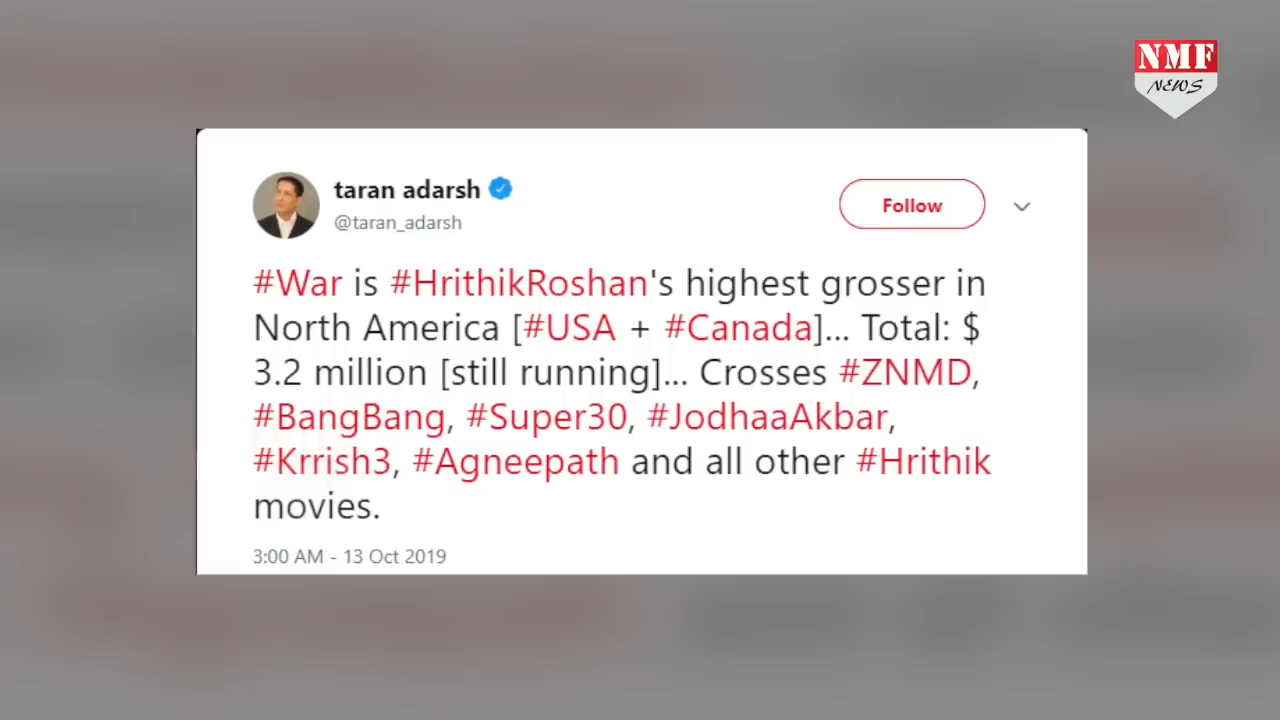 NMF
NEWS
taran adarsh
@taran_adarsh
Follow
#War is #HrithikRoshan's highest grosser in
North America [#USA + #Canada]... Total: $
3.2 million [still running]... Crosses #ZNMD,
#BangBang, #Super30, #JodhaaAkbar,
#Krrish3, #Agneepath and all other #Hrithik
movies.
3:00 AM - 13 Oct 2019